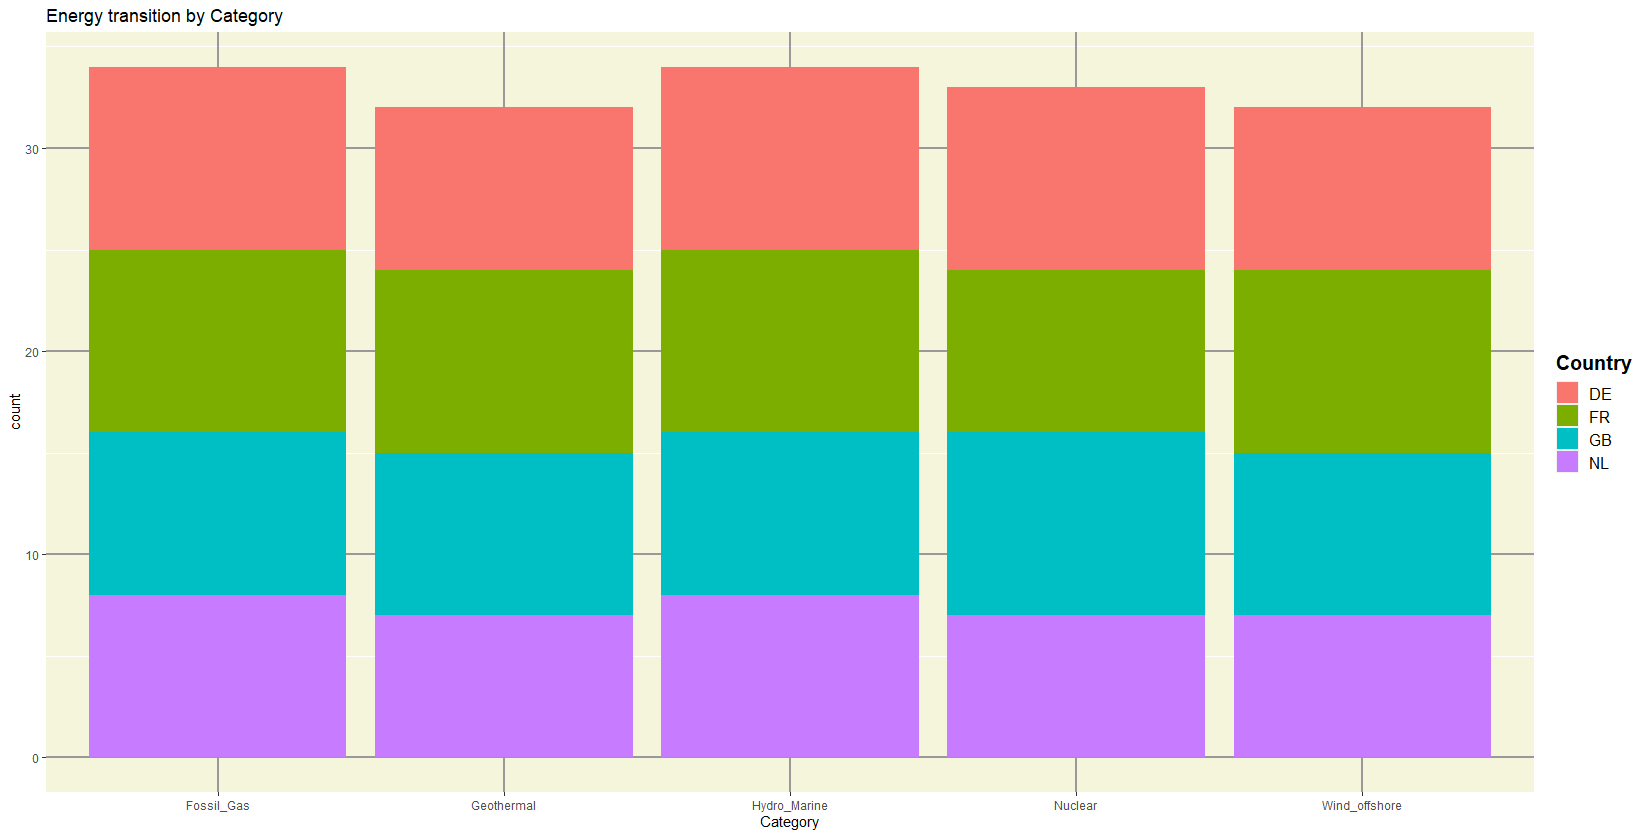 Energy transition by Category
30
20
10
0
count
Fossil_Gas
Geothermal
Hydro_Marine
Nuclear
Wind_offshore
Category
Country
DE
FR
GB
NL